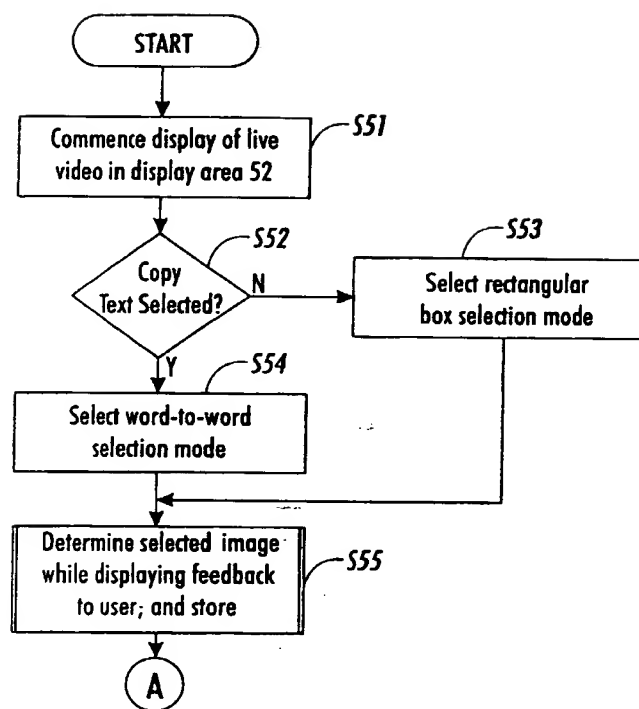 START
S51
Commence display of live
video in display area 52
S52
Copy
Text Selected?
N
Y
S53
Select rectangular
box selection mode
S54
Select word-to-word
selection mode
S55
Determine selected image
while displaying feedback
to user; and store
A